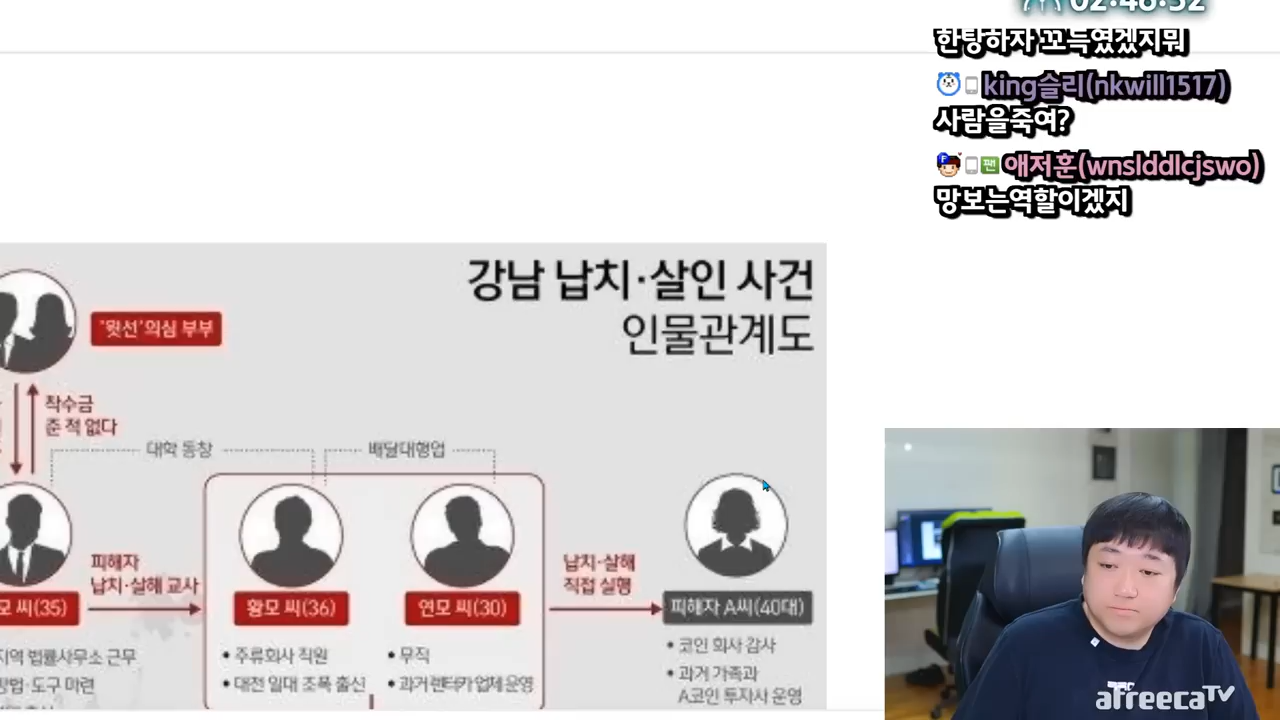 한탕하자 꼬득였겠지뭐
king슬리(nkwill1517)
사람을죽여?
팬 애저훈(wnslddlcjswo)
망보는역할이겠지
강남 납치·살인 사건
인물관계도
'윗선'의심 부부
착수금
준 적 없다
대학 동창
배달대행업
피해자
납치·살해 교사
납치·살해
직접 실행
모 씨(35)
황모 씨(36)
연모 씨(30)
피해자 A씨(40대)
지역 법률사무소 근무
• 주류회사 직원
• 무직
• 코인 회사 감사
방법·도구 마련
• 대전 일대 조폭 출신
• 과거 렌터카 업체 운영
• 과거 가족과
A코인 투자사 운영
afreecaTV